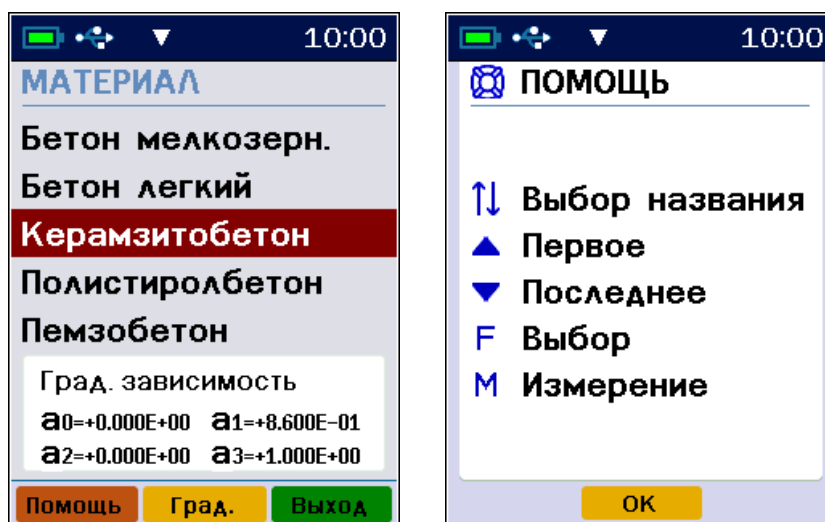 10:00
МАТЕРИАЛ
Бетон мелкозерн.
Бетон легкий
Керамзитобетон
Полистиролбетон
Пемзобетон
Град. зависимость
a0=+0.000E+00 a1=+8.600E-01
a2=+0.000E+00 a3=+1.000E+00
Помощь Град. Выход
10:00
ПОМОЩЬ
Выбор названия
Первое
Последнее
F Выбор
M Измерение
ОК